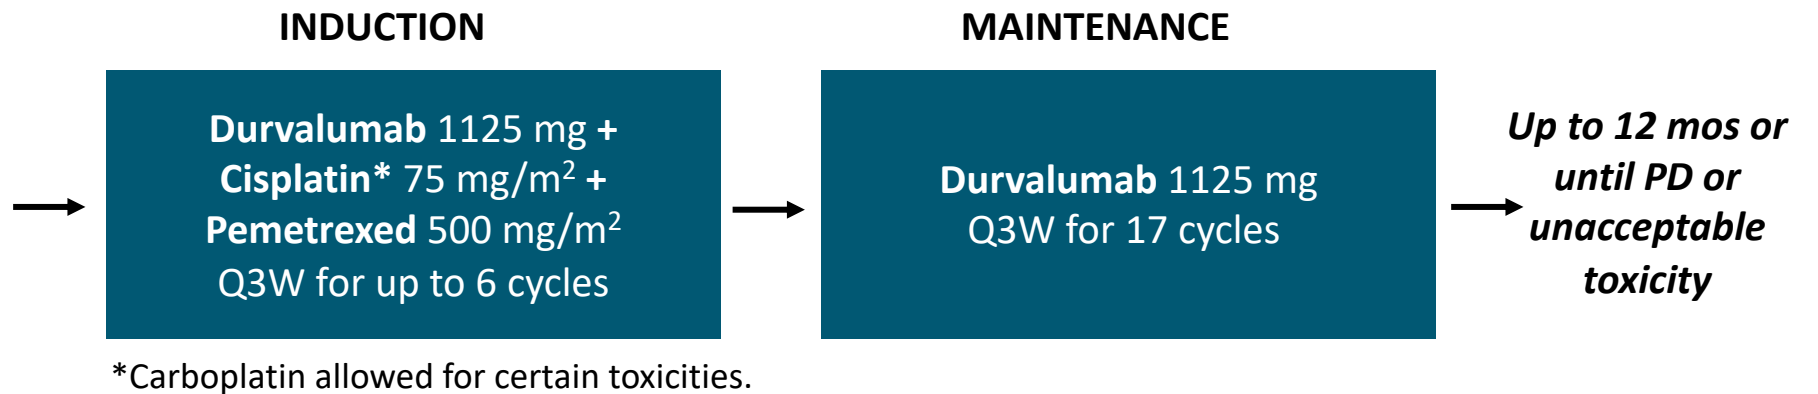 INDUCTION
Durvalumab 1125 mg +
Cisplatin* 75 mg/m² +
Pemetrexed 500 mg/m²
Q3W for up to 6 cycles
*Carboplatin allowed for certain toxicities.
MAINTENANCE
Durvalumab 1125 mg
Q3W for 17 cycles
Up to 12 mos or
until PD or
unacceptable
toxicity